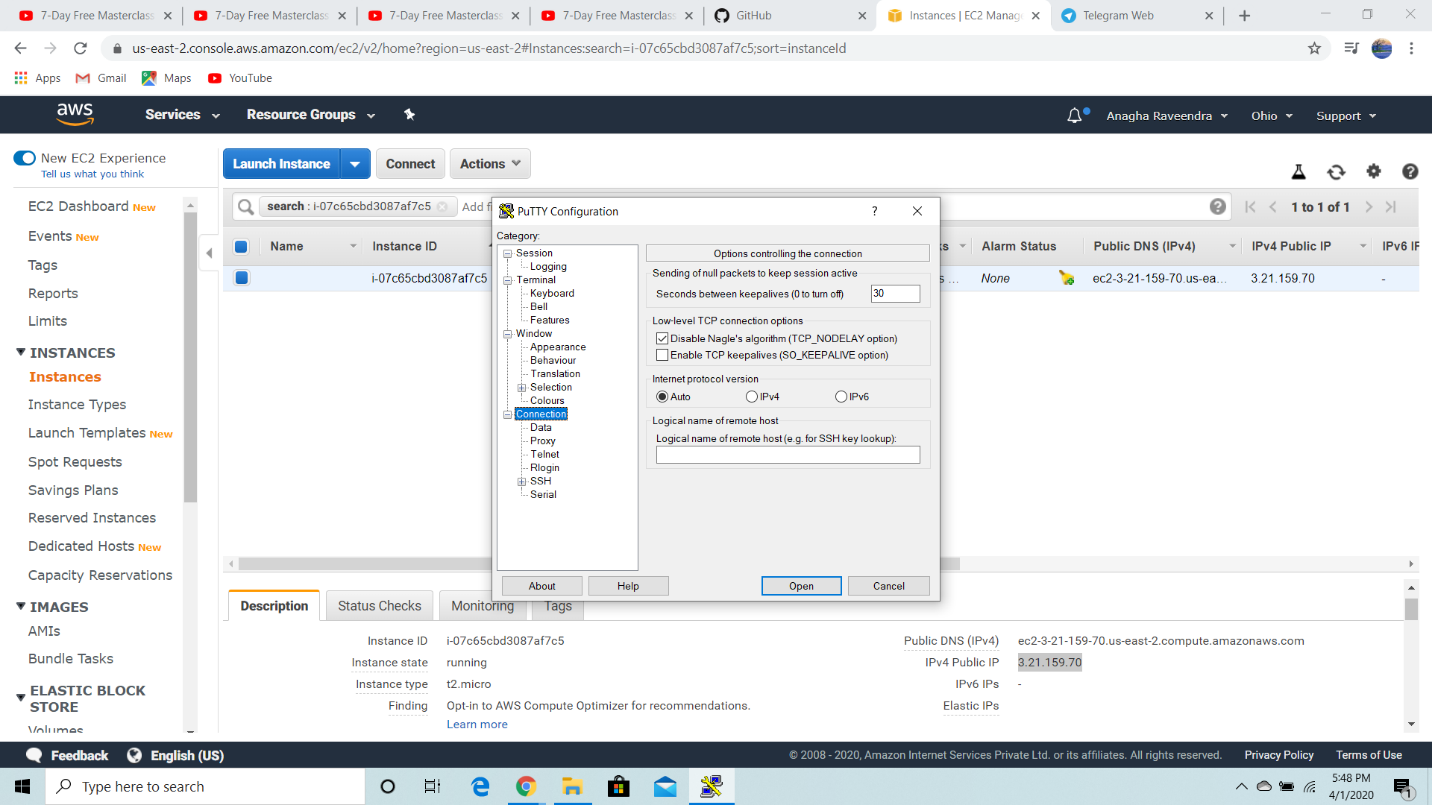 7-Day Free Masterclass
7-Day Free Masterclass
7-Day Free Masterclass
7-Day Free Masterclass
GitHub
Instances | EC2 Manag
Telegram Web
us-east-2.console.aws.amazon.com/ec2/v2/home?region=us-east-2#Instances:search=i-07c65cbd3087af7c5;sort=instanceId
Apps
Gmail
Maps
YouTube
aws
Services
Resource Groups
Anagha Raveendra
Ohio
Support
New EC2 Experience
Tell us what you think
EC2 Dashboard New
Events New
Tags
Reports
Limits
INSTANCES
Instances
Instance Types
Launch Templates New
Spot Requests
Savings Plans
Reserved Instances
Dedicated Hosts New
Capacity Reservations
IMAGES
AMIs
Bundle Tasks
ELASTIC BLOCK
STORE
Volumes
Launch Instance
Connect
Actions
search : i-07c65cbd3087af7c5
Add f
1 to 1 of 1
Name
Instance ID
Alarm Status
Public DNS (IPv4)
IPv4 Public IP
IPv6 IF
i-07c65cbd3087af7c5
s ...
None
ec2-3-21-159-70.us-ea...
3.21.159.70
-
PuTTY Configuration
?
Category:
Session
Logging
Terminal
Keyboard
Bell
Features
Window
Appearance
Behaviour
Translation
Selection
Colours
Connection
Data
Proxy
Telnet
Rlogin
SSH
Serial
Options controlling the connection
Sending of null packets to keep session active
Seconds between keepalives (0 to turn off)
30
Low-level TCP connection options
Disable Nagle's algorithm (TCP_NODELAY option)
Enable TCP keepalives (SO_KEEPALIVE option)
Internet protocol version
Auto
IPv4
IPv6
Logical name of remote host
Logical name of remote host (e.g. for SSH key lookup):
About
Help
Open
Cancel
Description
Status Checks
Monitoring
Tags
Instance ID
i-07c65cbd3087af7c5
Public DNS (IPv4)
ec2-3-21-159-70.us-east-2.compute.amazonaws.com
Instance state
running
IPv4 Public IP
3.21.159.70
Instance type
t2.micro
IPv6 IPs
-
Finding
Opt-in to AWS Compute Optimizer for recommendations.
Learn more
Elastic IPs
Feedback
English (US)
© 2008 - 2020, Amazon Internet Services Private Ltd. or its affiliates. All rights reserved.
Privacy Policy
Terms of Use
Type here to search
5:48 PM
4/1/2020
1